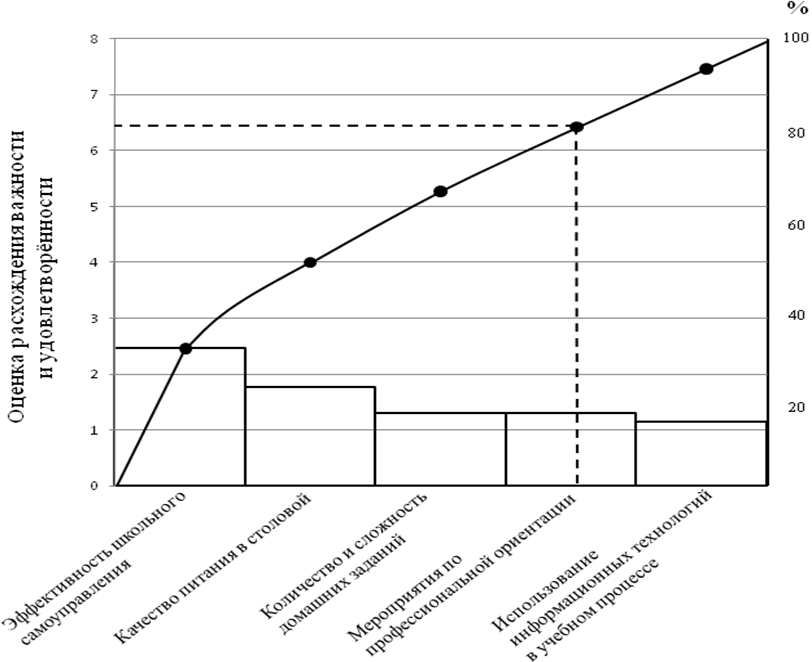 %
Оценка расхождения важности
и удовлетворённости
8
7
6
5
4
3
2
1
0
100
80
60
40
20
Эффективность школьного
самоуправления
Качество питания в столовой
Количество и сложность
домашних заданий
Мероприятия по
профессиональной ориентации
Использование
информационных технологий
в учебном процессе